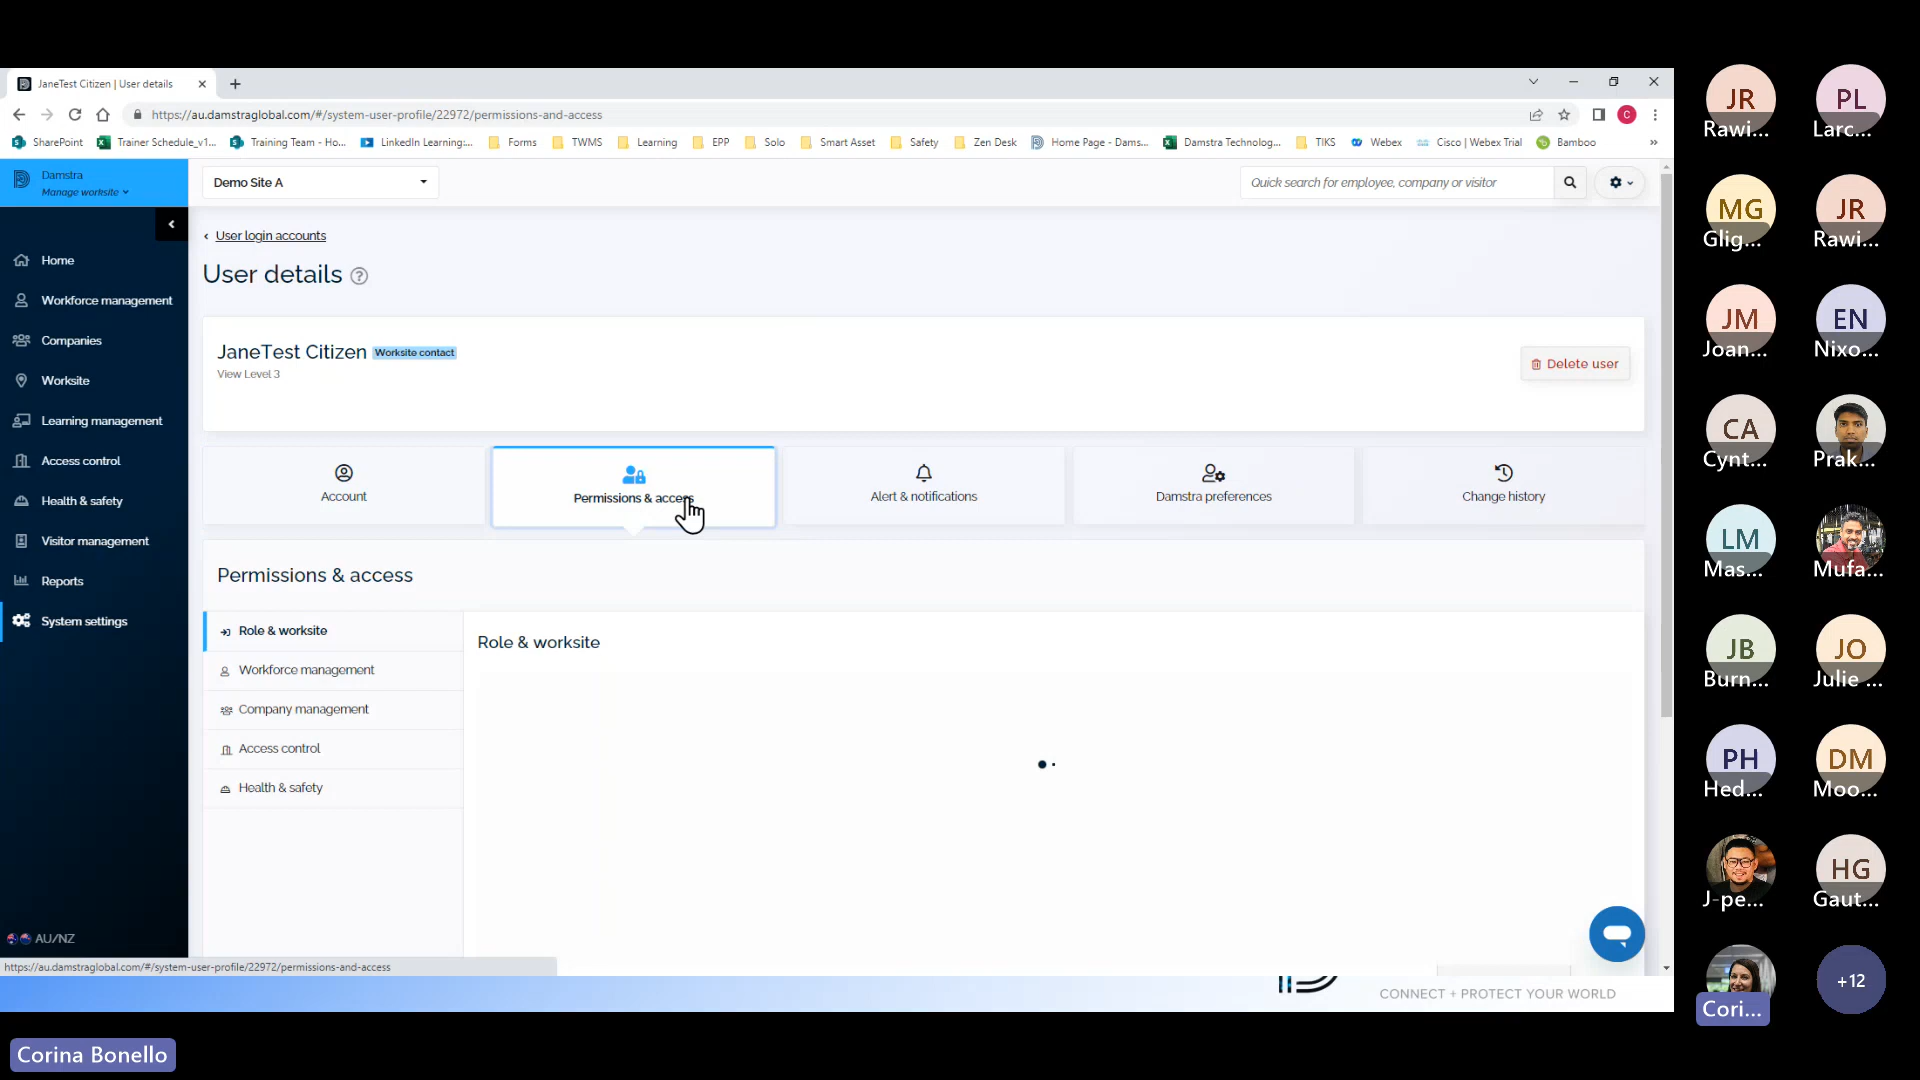 JaneTest Citizen | User details
https://au.damstraglobal.com/#/system-user-profile/22972/permissions-and-access
C
SharePoint
Trainer Schedule_v1...
Training Team - Ho...
LinkedIn Learning:...
Forms
TWMS
Learning
EPP
Solo
Smart Asset
Safety
Zen Desk
Home Page - Dams...
Damstra Technolog...
TIKS
Webex
Cisco | Webex Trial
Bamboo
»
Damstra
Manage worksite
Demo Site A
Quick search for employee, company or visitor
Home
Workforce management
Companies
Worksite
Learning management
Access control
Health & safety
Visitor management
Reports
System settings
AU/NZ
User login accounts
User details ?
JaneTest Citizen Worksite contact
View Level 3
Delete user
Account
Permissions & access
Alert & notifications
Damstra preferences
Change history
Permissions & access
Role & worksite
Workforce management
Company management
Access control
Health & safety
Role & worksite
https://au.damstraglobal.com/#/system-user-profile/22972/permissions-and-access
CONNECT + PROTECT YOUR WORLD
Corina Bonello
JR
Rawi...
PL
Larc...
MG
Glig...
JR
Rawi...
JM
Joan...
EN
Nixo...
CA
Cynt...
Prak...
LM
Mas...
Mufa...
JB
Burn...
JO
Julie ...
PH
Hed...
DM
Moo...
J-pe...
HG
Gaut...
Cori...
+12